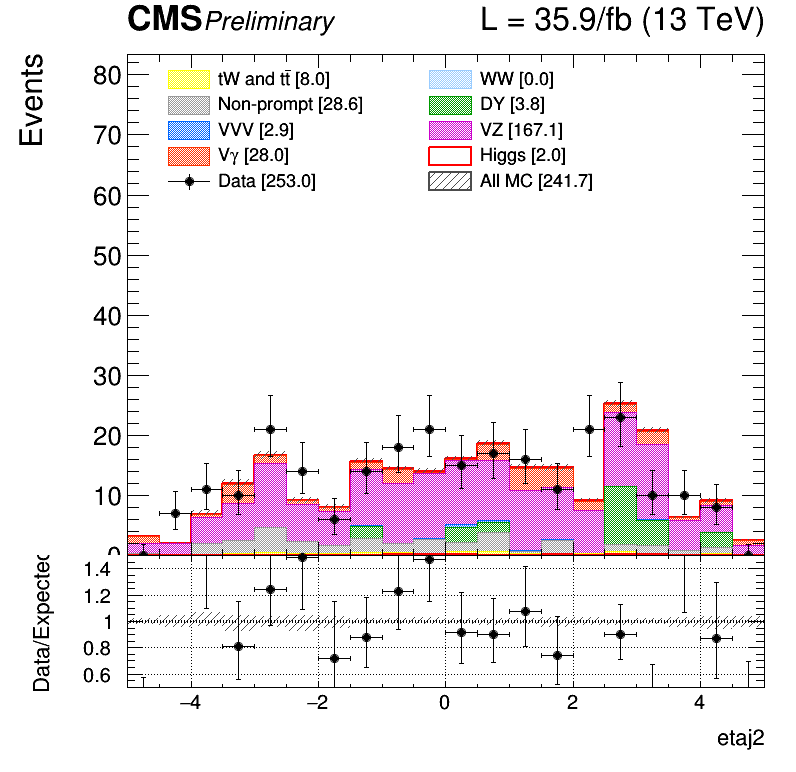 CMS Preliminary L = 35.9/fb (13 TeV)
Events
80
70
60
50
40
30
20
10
0
tW and tt̄ [8.0]
Non-prompt [28.6]
VVV [2.9]
Vγ [28.0]
Data [253.0]
WW [0.0]
DY [3.8]
VZ [167.1]
Higgs [2.0]
All MC [241.7]
Data/Expected
1.4
1.2
1
0.8
0.6
−4 −2 0 2 4
etaj2